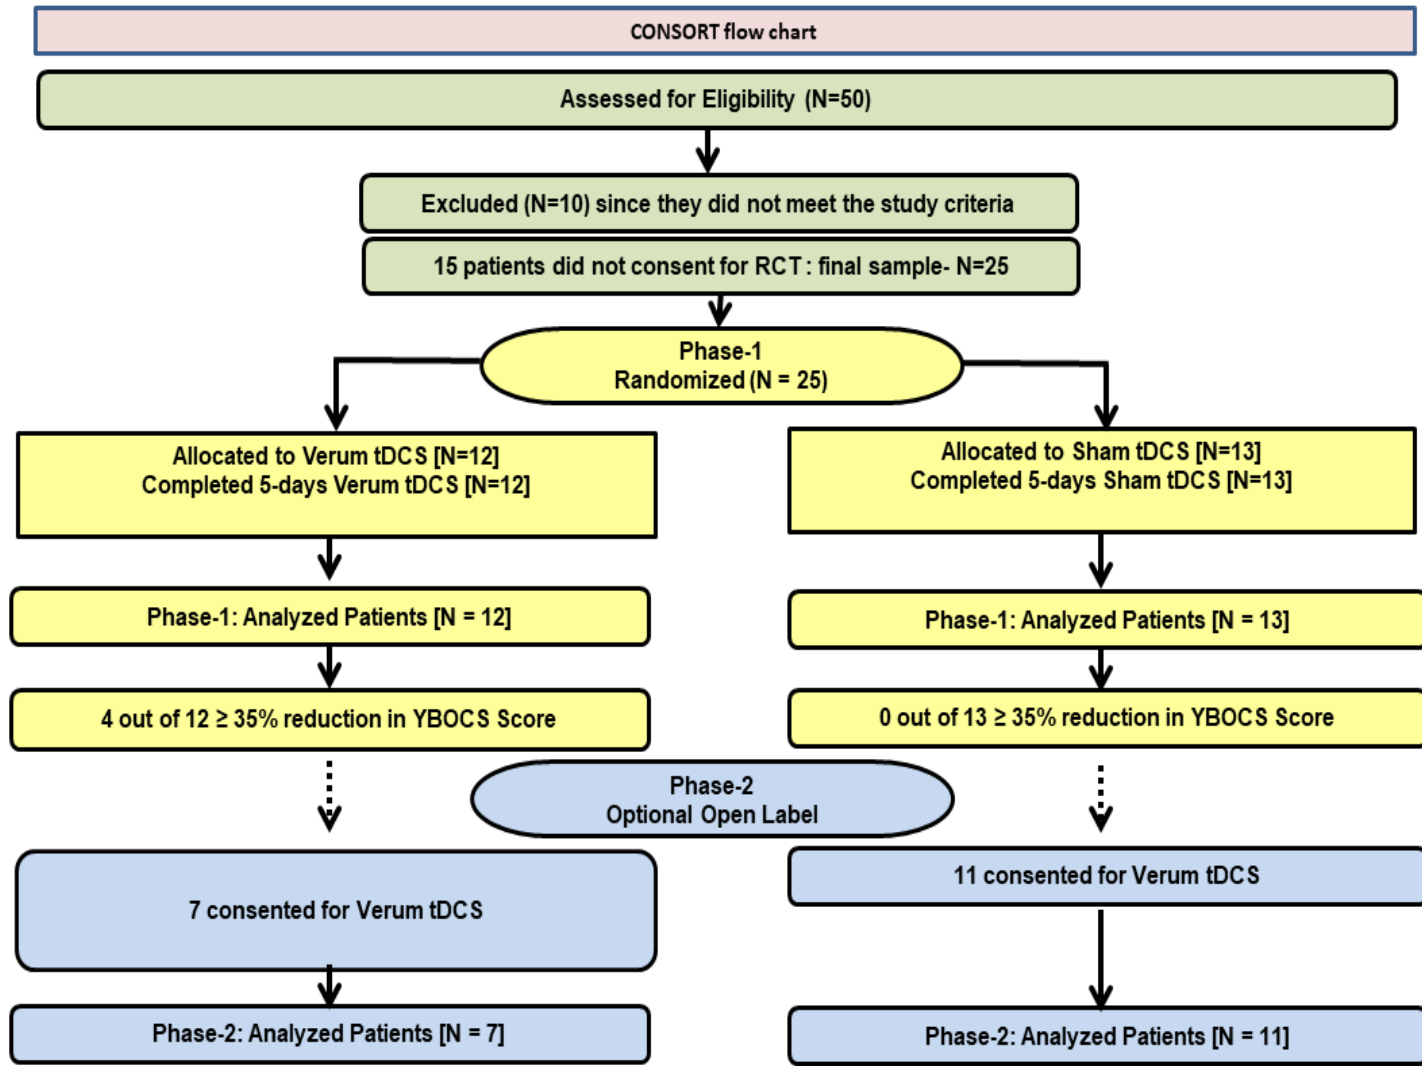 CONSORT flow chart
Assessed for Eligibility (N=50)
Excluded (N=10) since they did not meet the study criteria
15 patients did not consent for RCT: final sample- N=25
Phase-1
Randomized (N = 25)
Allocated to Verum tDCS [N=12]
Completed 5-days Verum tDCS [N=12]
Allocated to Sham tDCS [N=13]
Completed 5-days Sham tDCS [N=13]
Phase-1: Analyzed Patients [N = 12]
Phase-1: Analyzed Patients [N = 13]
4 out of 12 ≥ 35% reduction in YBOCS Score
0 out of 13 ≥ 35% reduction in YBOCS Score
Phase-2
Optional Open Label
7 consented for Verum tDCS
11 consented for Verum tDCS
Phase-2: Analyzed Patients [N = 7]
Phase-2: Analyzed Patients [N = 11]